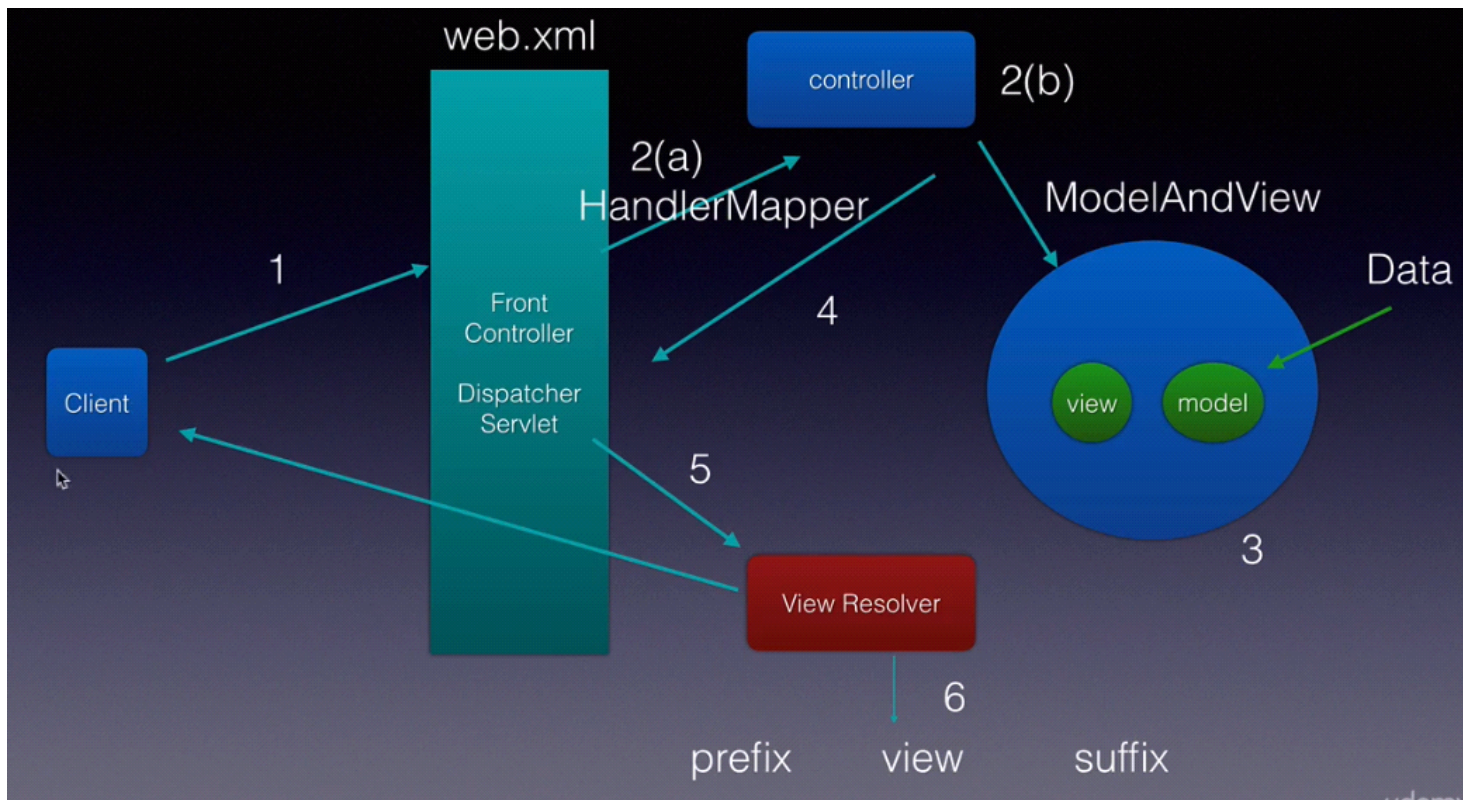 web.xml
controller
2(b)
2(a)
HandlerMapper
ModelAndView
1
Data
Front
Controller
4
Client
Dispatcher
Servlet
view
model
5
3
View Resolver
6
prefix view suffix